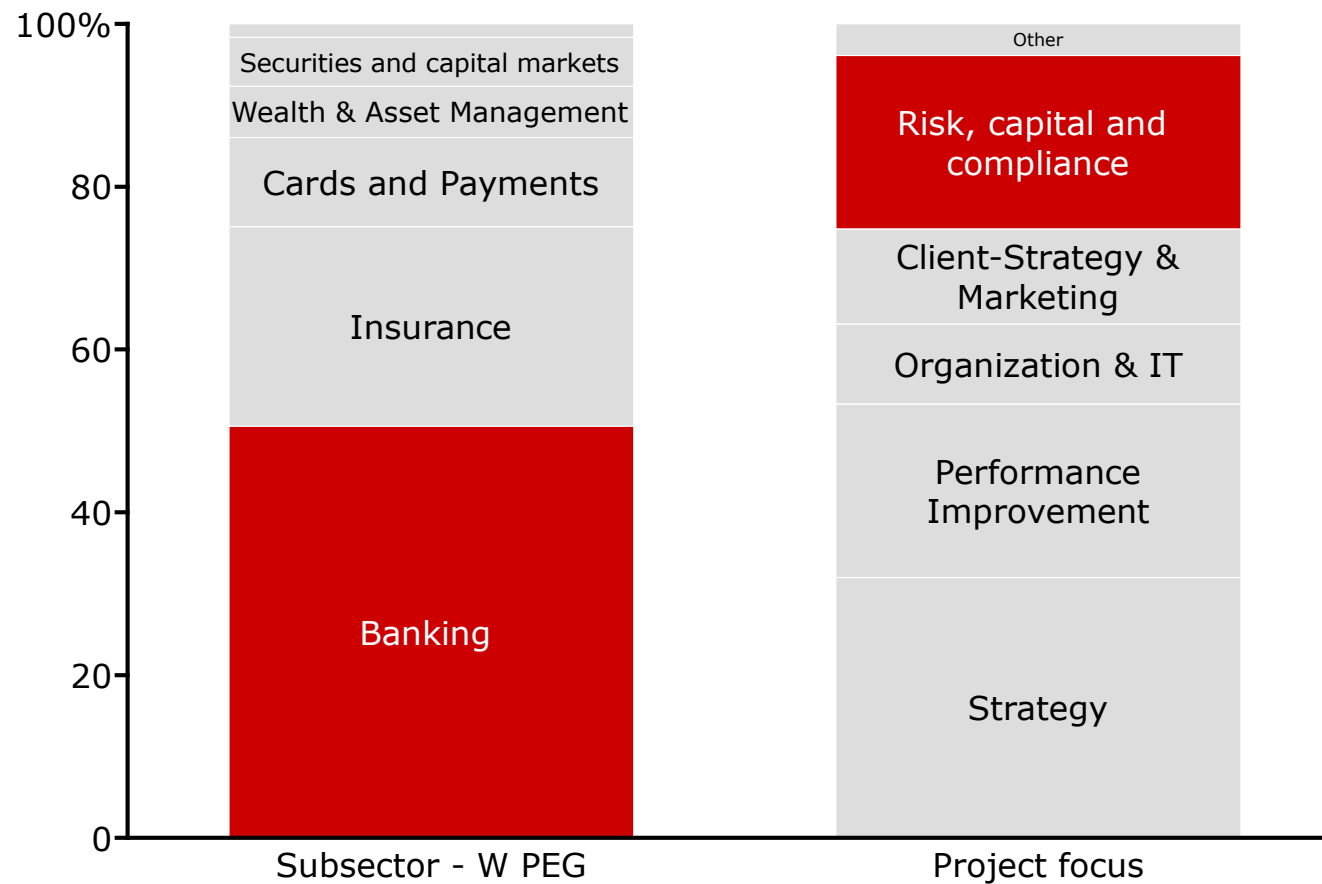 100%
80
60
40
20
0
Securities and capital markets
Wealth & Asset Management
Cards and Payments
Insurance
Banking
Subsector - W PEG
Other
Risk, capital and
compliance
Client-Strategy &
Marketing
Organization & IT
Performance
Improvement
Strategy
Project focus